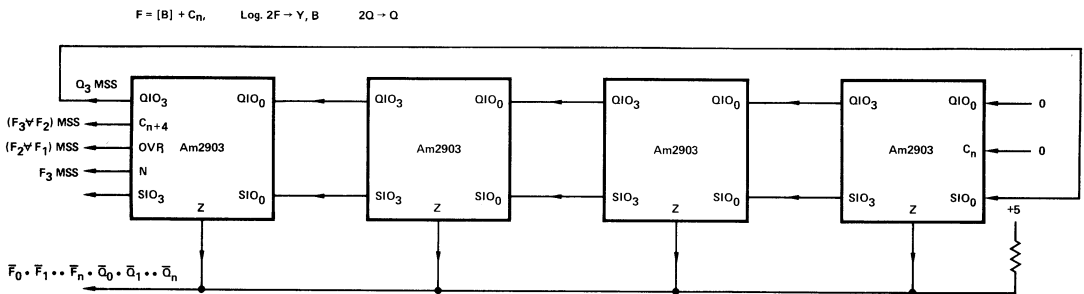 F = [B] + Cₙ, Log. 2F → Y, B 2Q → Q
Q₃ MSS
QIO₃ QIO₀ QIO₃ QIO₀ QIO₃ QIO₀ QIO₃ QIO₀ 0
(F₃∀F₂) MSS Cₙ₊₄
(F₂∀F₁) MSS OVR Am2903 Am2903 Am2903 Am2903 Cₙ 0
F₃ MSS N
SIO₃ SIO₀ SIO₃ SIO₀ SIO₃ SIO₀ SIO₃ SIO₀
Z Z Z Z +5
F̅₀ • F̅₁ • • F̅ₙ • Q̅₀ • Q̅₁ • • Q̅ₙ